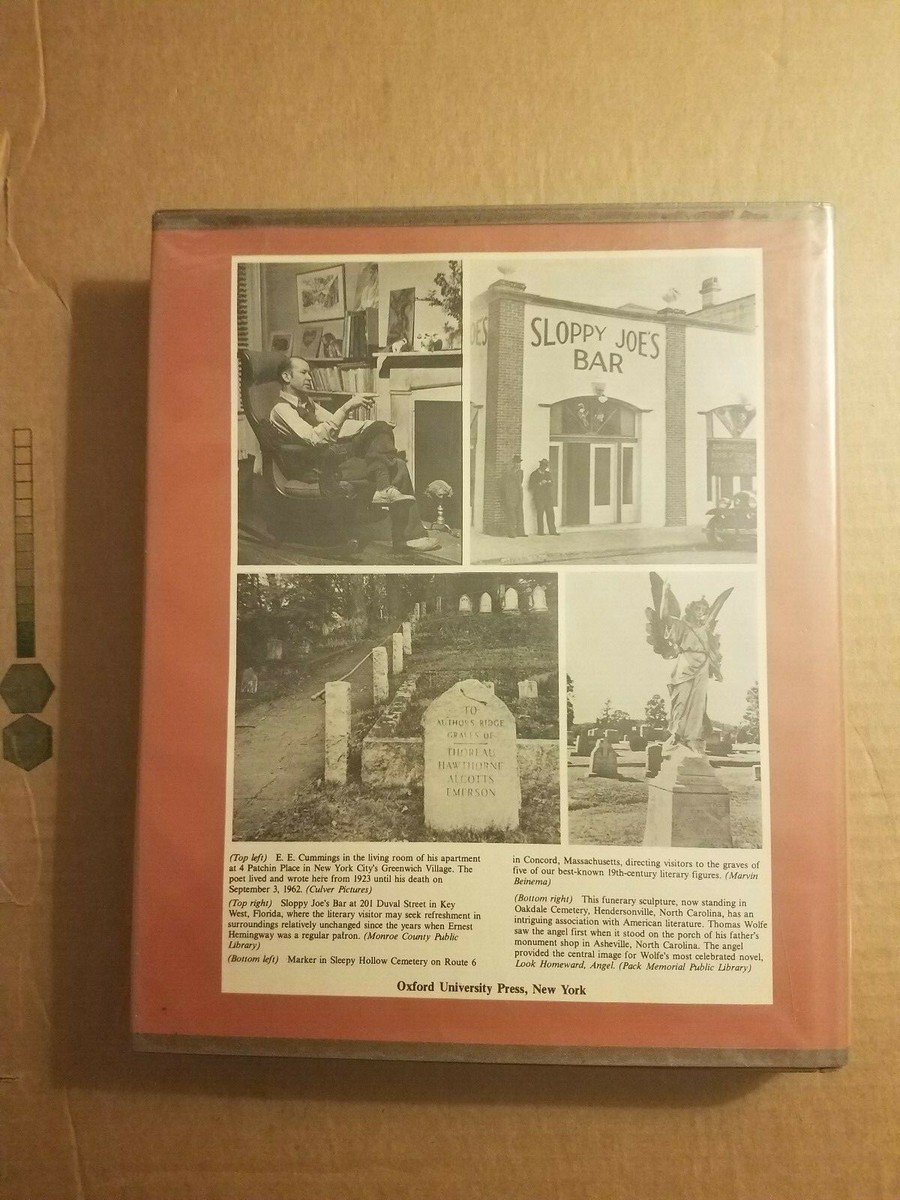 OES
SLOPPY JOE'S
BAR
TO
AUTHORS RIDGE
GRAVES OF
THOREAU
HAWTHORNE
ALCOTTS
EMERSON
(Top left) E. E. Cummings in the living room of his apartment
at 4 Patchin Place in New York City's Greenwich Village. The
poet lived and wrote here from 1923 until his death on
September 3, 1962. (Culver Pictures)
(Top right) Sloppy Joe's Bar at 201 Duval Street in Key
West, Florida, where the literary visitor may seek refreshment in
surroundings relatively unchanged since the years when Ernest
Hemingway was a regular patron. (Monroe County Public
Library)
(Bottom left) Marker in Sleepy Hollow Cemetery on Route 6
in Concord, Massachusetts, directing visitors to the graves of
five of our best-known 19th-century literary figures. (Marvin
Beinema)
(Bottom right) This funerary sculpture, now standing in
Oakdale Cemetery, Hendersonville, North Carolina, has an
intriguing association with American literature. Thomas Wolfe
saw the angel first when it stood on the porch of his father's
monument shop in Asheville, North Carolina. The angel
provided the central image for Wolfe's most celebrated novel,
Look Homeward, Angel. (Pack Memorial Public Library)
Oxford University Press, New York